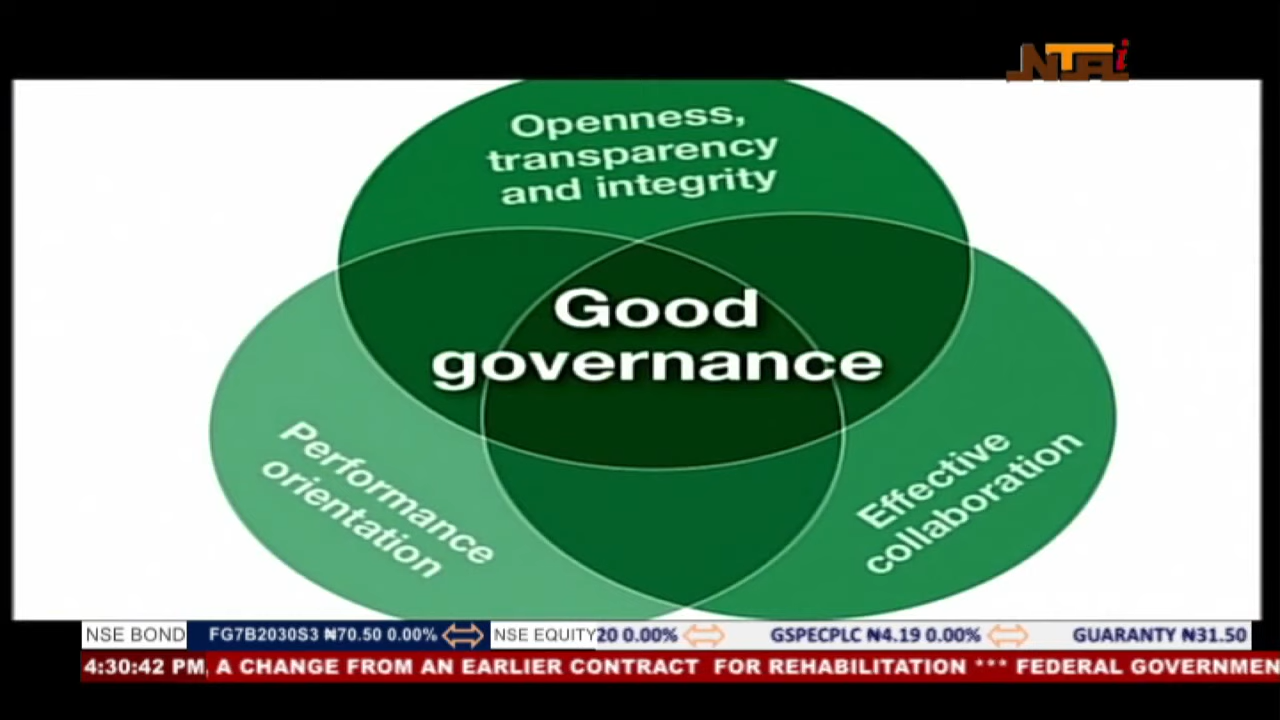 NTAi
Openness,
transparency
and integrity
Good
governance
Performance
orientation
Effective
collaboration
NSE BOND FG7B2030S3 ₦70.50 0.00% NSE EQUITY 20 0.00% GSPECPLC ₦4.19 0.00% GUARANTY ₦31.50
4:30:42 PM, A CHANGE FROM AN EARLIER CONTRACT FOR REHABILITATION *** FEDERAL GOVERNMEN